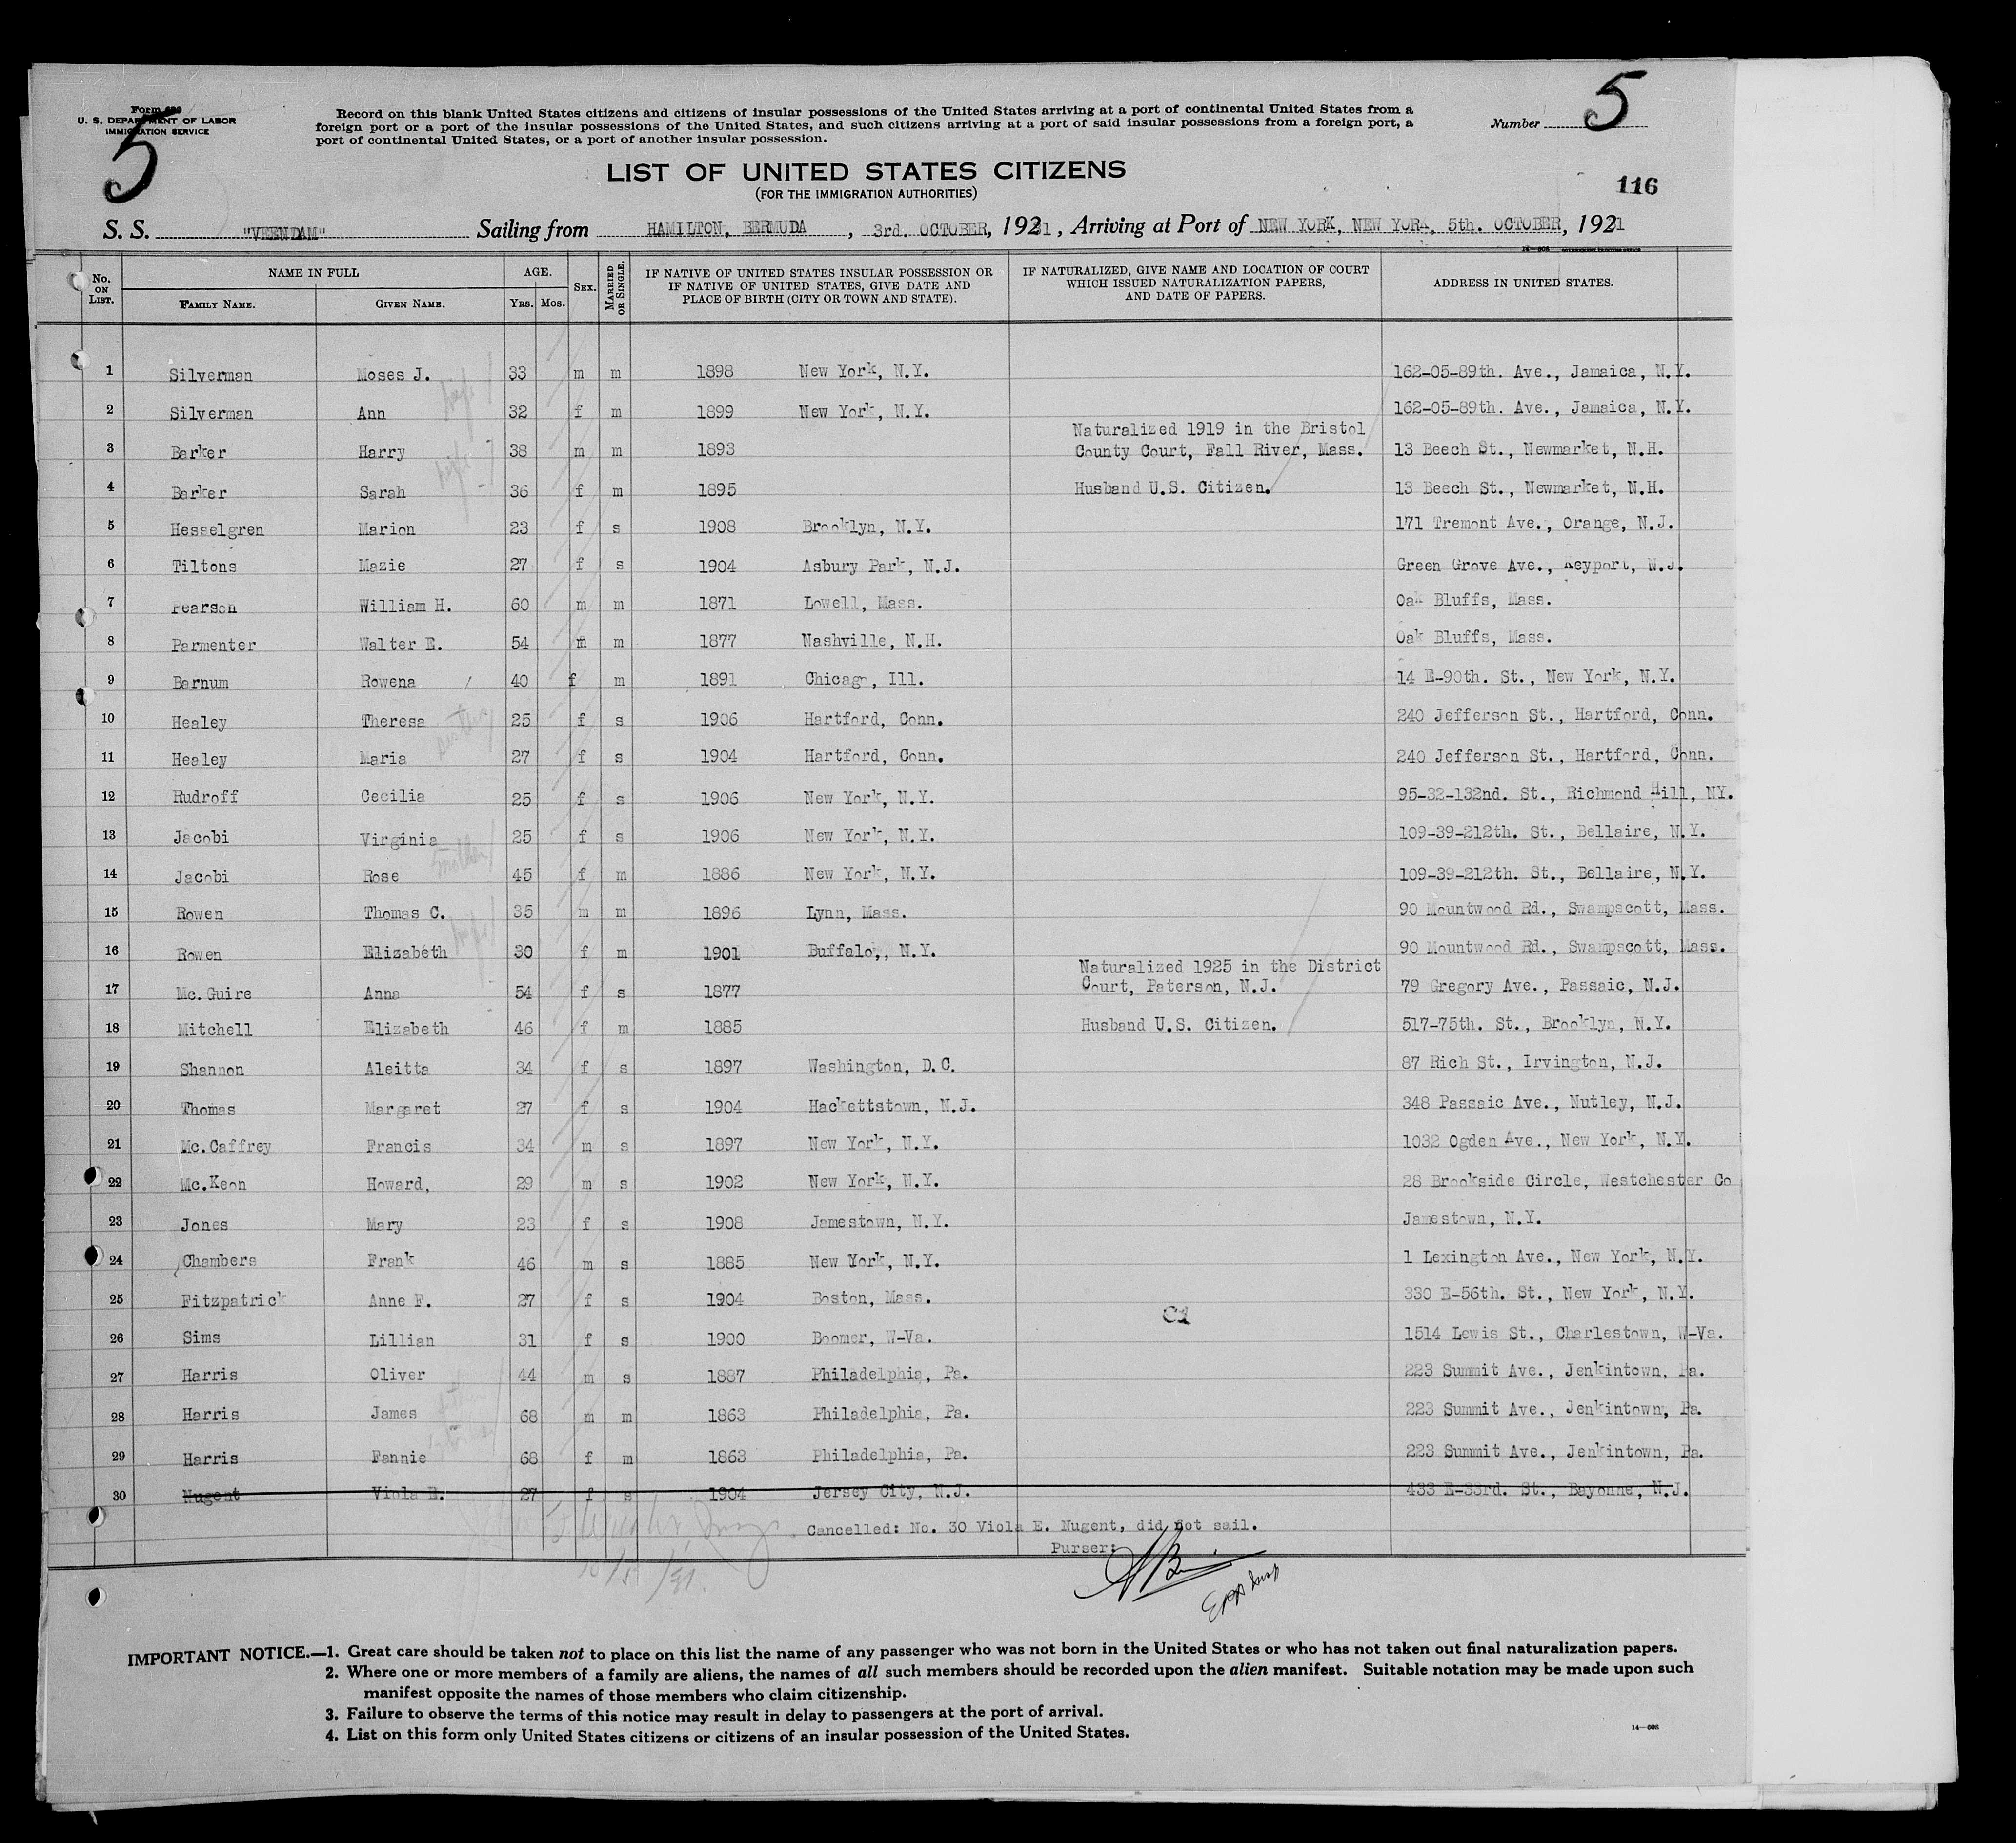 Form 630
U. S. DEPARTMENT OF LABOR
IMMIGRATION SERVICE
5
Record on this blank United States citizens and citizens of insular possessions of the United States arriving at a port of continental United States from a
foreign port or a port of the insular possessions of the United States, and such citizens arriving at a port of said insular possessions from a foreign port, a
port of continental United States, or a port of another insular possession.
Number 5
LIST OF UNITED STATES CITIZENS
(FOR THE IMMIGRATION AUTHORITIES)
116
S. S. "VEENDAM" Sailing from HAMILTON, BERMUDA, 3rd. OCTOBER, 1931, Arriving at Port of NEW YORK, NEW YORK, 5th. OCTOBER, 1921
14—608 GOVERNMENT PRINTING OFFICE
No. ON LIST. NAME IN FULL FAMILY NAME. GIVEN NAME. AGE. YRS. MOS. SEX. MARRIED OR SINGLE. IF NATIVE OF UNITED STATES INSULAR POSSESSION OR IF NATIVE OF UNITED STATES, GIVE DATE AND PLACE OF BIRTH (CITY OR TOWN AND STATE). IF NATURALIZED, GIVE NAME AND LOCATION OF COURT WHICH ISSUED NATURALIZATION PAPERS, AND DATE OF PAPERS. ADDRESS IN UNITED STATES.
1 Silverman Moses J. 33 m m 1898 New York, N.Y. 162-05-89th. Ave., Jamaica, N.Y.
wife
2 Silverman Ann 32 f m 1899 New York, N.Y. 162-05-89th. Ave., Jamaica, N.Y.
Naturalized 1919 in the Bristol
3 Barker Harry 38 m m 1893 County Court, Fall River, Mass. 13 Beech St., Newmarket, N.H.
wife
4 Barker Sarah 36 f m 1895 Husband U.S. Citizen. 13 Beech St., Newmarket, N.H.
5 Hesselgren Marion 23 f s 1908 Brooklyn, N.Y. 171 Tremont Ave., Orange, N.J.
6 Tiltons Mazie 27 f s 1904 Asbury Park, N.J. Green Grove Ave., Keyport, N.J.
7 Pearson William H. 60 m m 1871 Lowell, Mass. Oak Bluffs, Mass.
8 Parmenter Walter E. 54 m m 1877 Nashville, N.H. Oak Bluffs, Mass.
9 Barnum Rowena 40 f m 1891 Chicago, Ill. 14 E-90th. St., New York, N.Y.
10 Healey Theresa 25 f s 1906 Hartford, Conn. 240 Jefferson St., Hartford, Conn.
sisters
11 Healey Maria 27 f s 1904 Hartford, Conn. 240 Jefferson St., Hartford, Conn.
12 Rudroff Cecilia 25 f s 1906 New York, N.Y. 95-32-132nd. St., Richmond Hill, NY.
13 Jacobi Virginia 25 f s 1906 New York, N.Y. 109-39-212th. St., Bellaire, N.Y.
mother
14 Jacobi Rose 45 f m 1886 New York, N.Y. 109-39-212th. St., Bellaire, N.Y.
15 Rowen Thomas C. 35 m m 1896 Lynn, Mass. 90 Mountwood Rd., Swampscott, Mass.
wife
16 Rowen Elizabeth 30 f m 1901 Buffalo,, N.Y. 90 Mountwood Rd., Swampscott, Mass.
Naturalized 1925 in the District
17 Mc.Guire Anna 54 f s 1877 Court, Paterson, N.J. 79 Gregory Ave., Passaic, N.J.
18 Mitchell Elizabeth 46 f m 1885 Husband U.S. Citizen. 517-75th. St., Brooklyn, N.Y.
19 Shannon Aleitta 34 f s 1897 Washington, D.C. 87 Rich St., Irvington, N.J.
20 Thomas Margaret 27 f s 1904 Hackettstown, N.J. 348 Passaic Ave., Nutley, N.J.
21 Mc.Caffrey Francis 34 m s 1897 New York, N.Y. 1032 Ogden Ave., New York, N.Y.
22 Mc.Keon Howard, 29 m s 1902 New York, N.Y. 28 Brookside Circle, Westchester Co
23 Jones Mary 23 f s 1908 Jamestown, N.Y. Jamestown, N.Y.
24 Chambers Frank 46 m s 1885 New York, N.Y. 1 Lexington Ave., New York, N.Y.
25 Fitzpatrick Anne F. 27 f s 1904 Boston, Mass. 330 E-56th. St., New York, N.Y.
26 Sims Lillian 31 f s 1900 Boomer, W-Va. 1514 Lewis St., Charlestown, W-Va.
27 Harris Oliver 44 m s 1887 Philadelphia, Pa. 223 Summit Ave., Jenkintown, Pa.
28 Harris James 68 m m 1863 Philadelphia, Pa. 223 Summit Ave., Jenkintown, Pa.
29 Harris Fannie 68 f m 1863 Philadelphia, Pa. 223 Summit Ave., Jenkintown, Pa.
30 Nugent Viola E. 27 f s 1904 Jersey City, N.J. 433 E-33rd. St., Bayonne, N.J.
Cancelled: No. 30 Viola E. Nugent, did not sail.
Purser:
10/5/31.
IMPORTANT NOTICE.—1. Great care should be taken not to place on this list the name of any passenger who was not born in the United States or who has not taken out final naturalization papers.
2. Where one or more members of a family are aliens, the names of all such members should be recorded upon the alien manifest. Suitable notation may be made upon such
manifest opposite the names of those members who claim citizenship.
3. Failure to observe the terms of this notice may result in delay to passengers at the port of arrival.
4. List on this form only United States citizens or citizens of an insular possession of the United States.
14—608